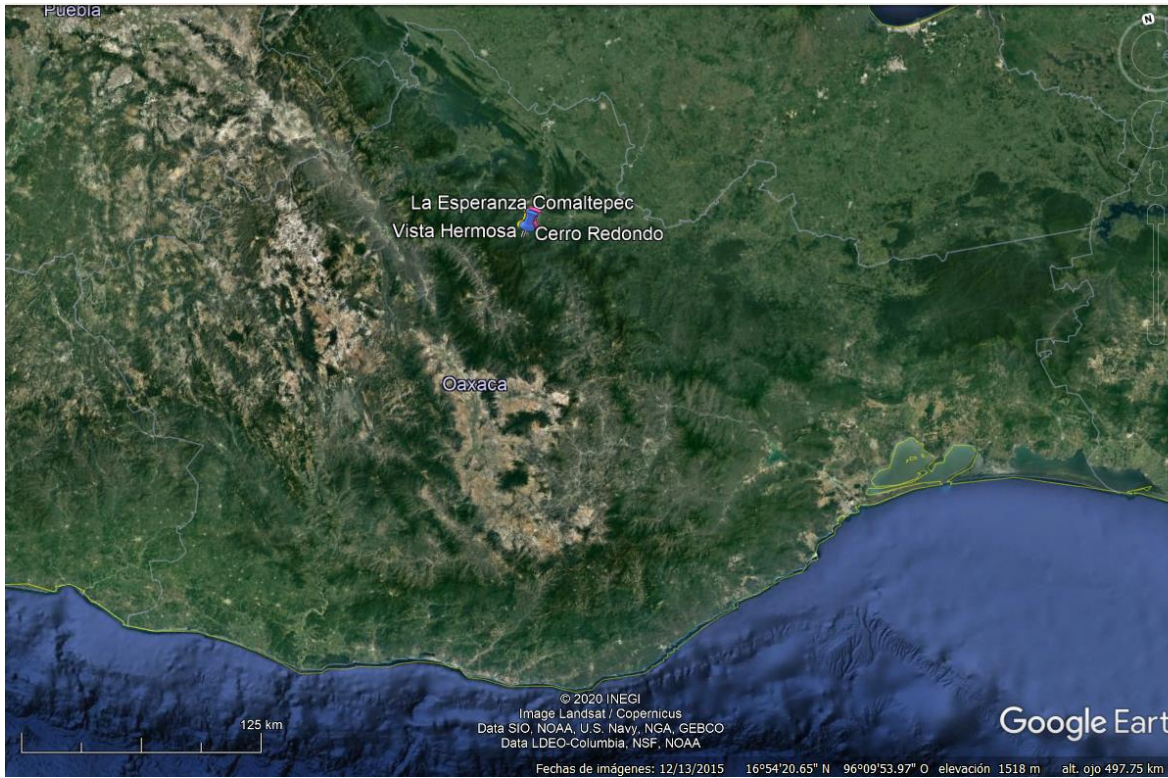 Puebla
N
La Esperanza Comaltepec
Vista Hermosa
Cerro Redondo
Oaxaca
125 km
© 2020 INEGI
Image Landsat / Copernicus
Data SIO, NOAA, U.S. Navy, NGA, GEBCO
Data LDEO-Columbia, NSF, NOAA
Google Eart
Fechas de imágenes: 12/13/2015 16°54'20.65" N 96°09'53.97" O elevación 1518 m alt. ojo 497.75 km